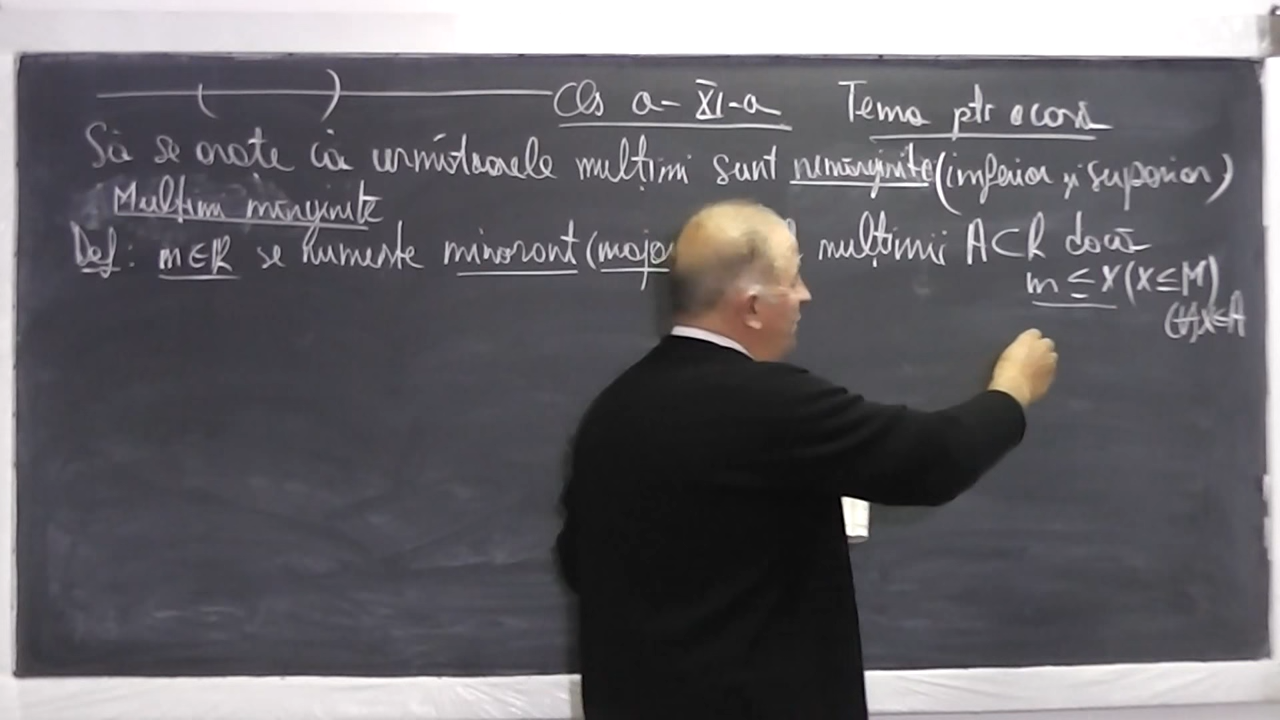 Cls a- XI-a Tema ptr acasă
Să se arate că următoarele mulțimi sunt nemărginite (inferior și superior)
Mulțimi mărginite
Def: m∈R se numește minorant (majo mulțimii A⊂R dacă
m ≤ x (x ≤ M)
(∀)x∈A